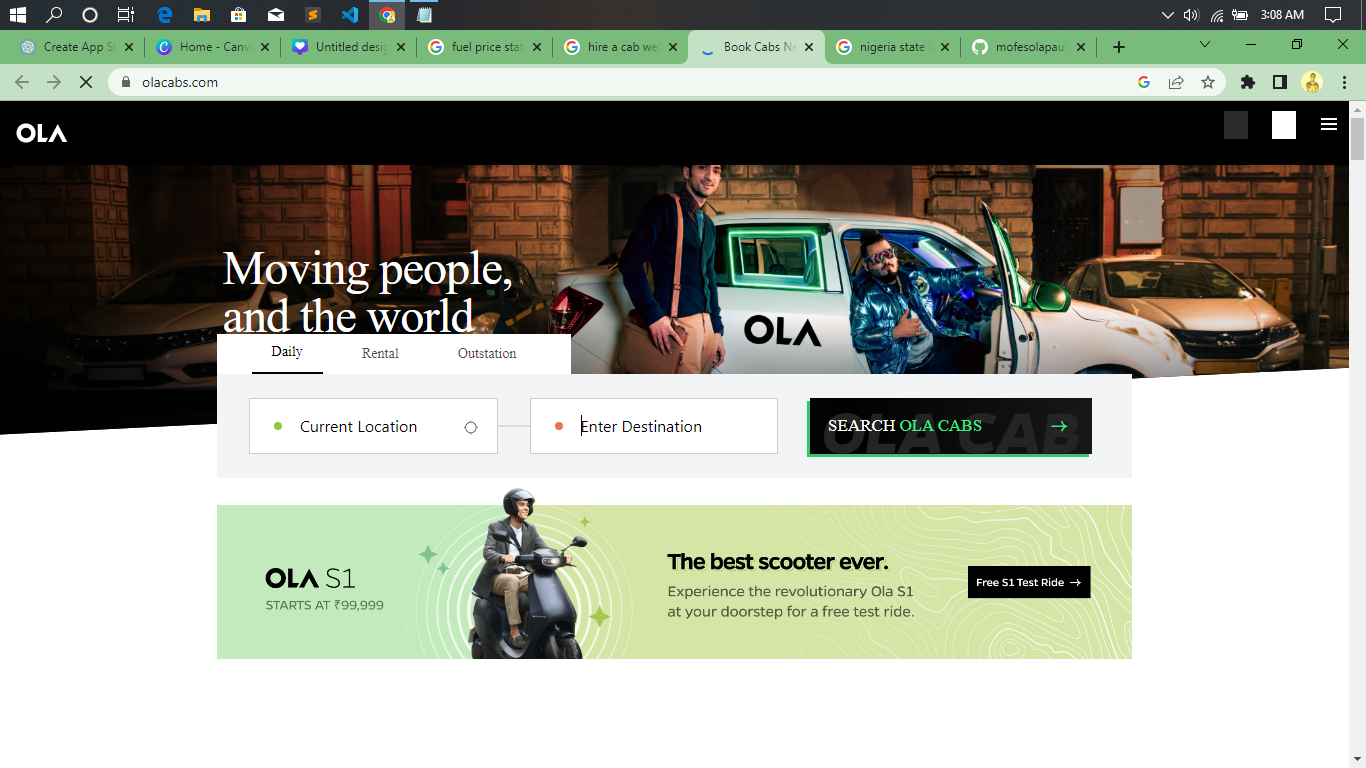 3:08 AM
Create App S
Home - Canv
Untitled desig
fuel price stat
hire a cab we
Book Cabs Ne
nigeria state
mofesolapaul
olacabs.com
OLA
Moving people,
and the world
OLA
Daily
Rental
Outstation
Current Location
Enter Destination
OLA CAB
SEARCH OLA CABS →
OLA S1
STARTS AT ₹99,999
The best scooter ever.
Experience the revolutionary Ola S1
at your doorstep for a free test ride.
Free S1 Test Ride →